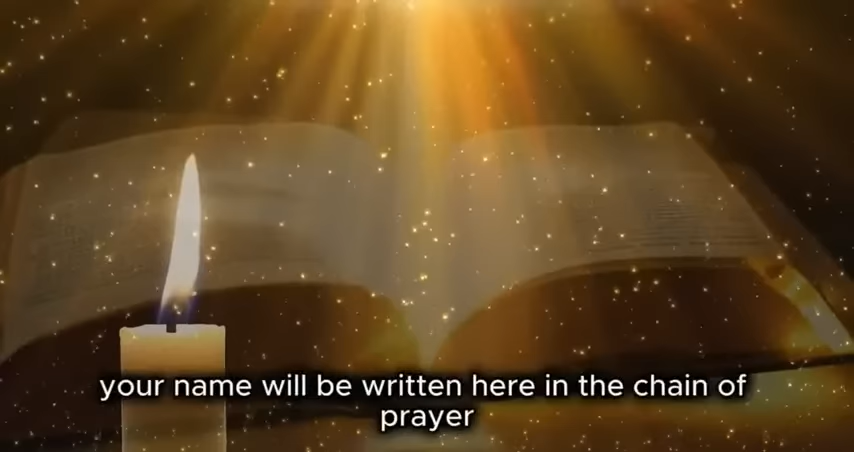 your name will be written here in the chain of
prayer